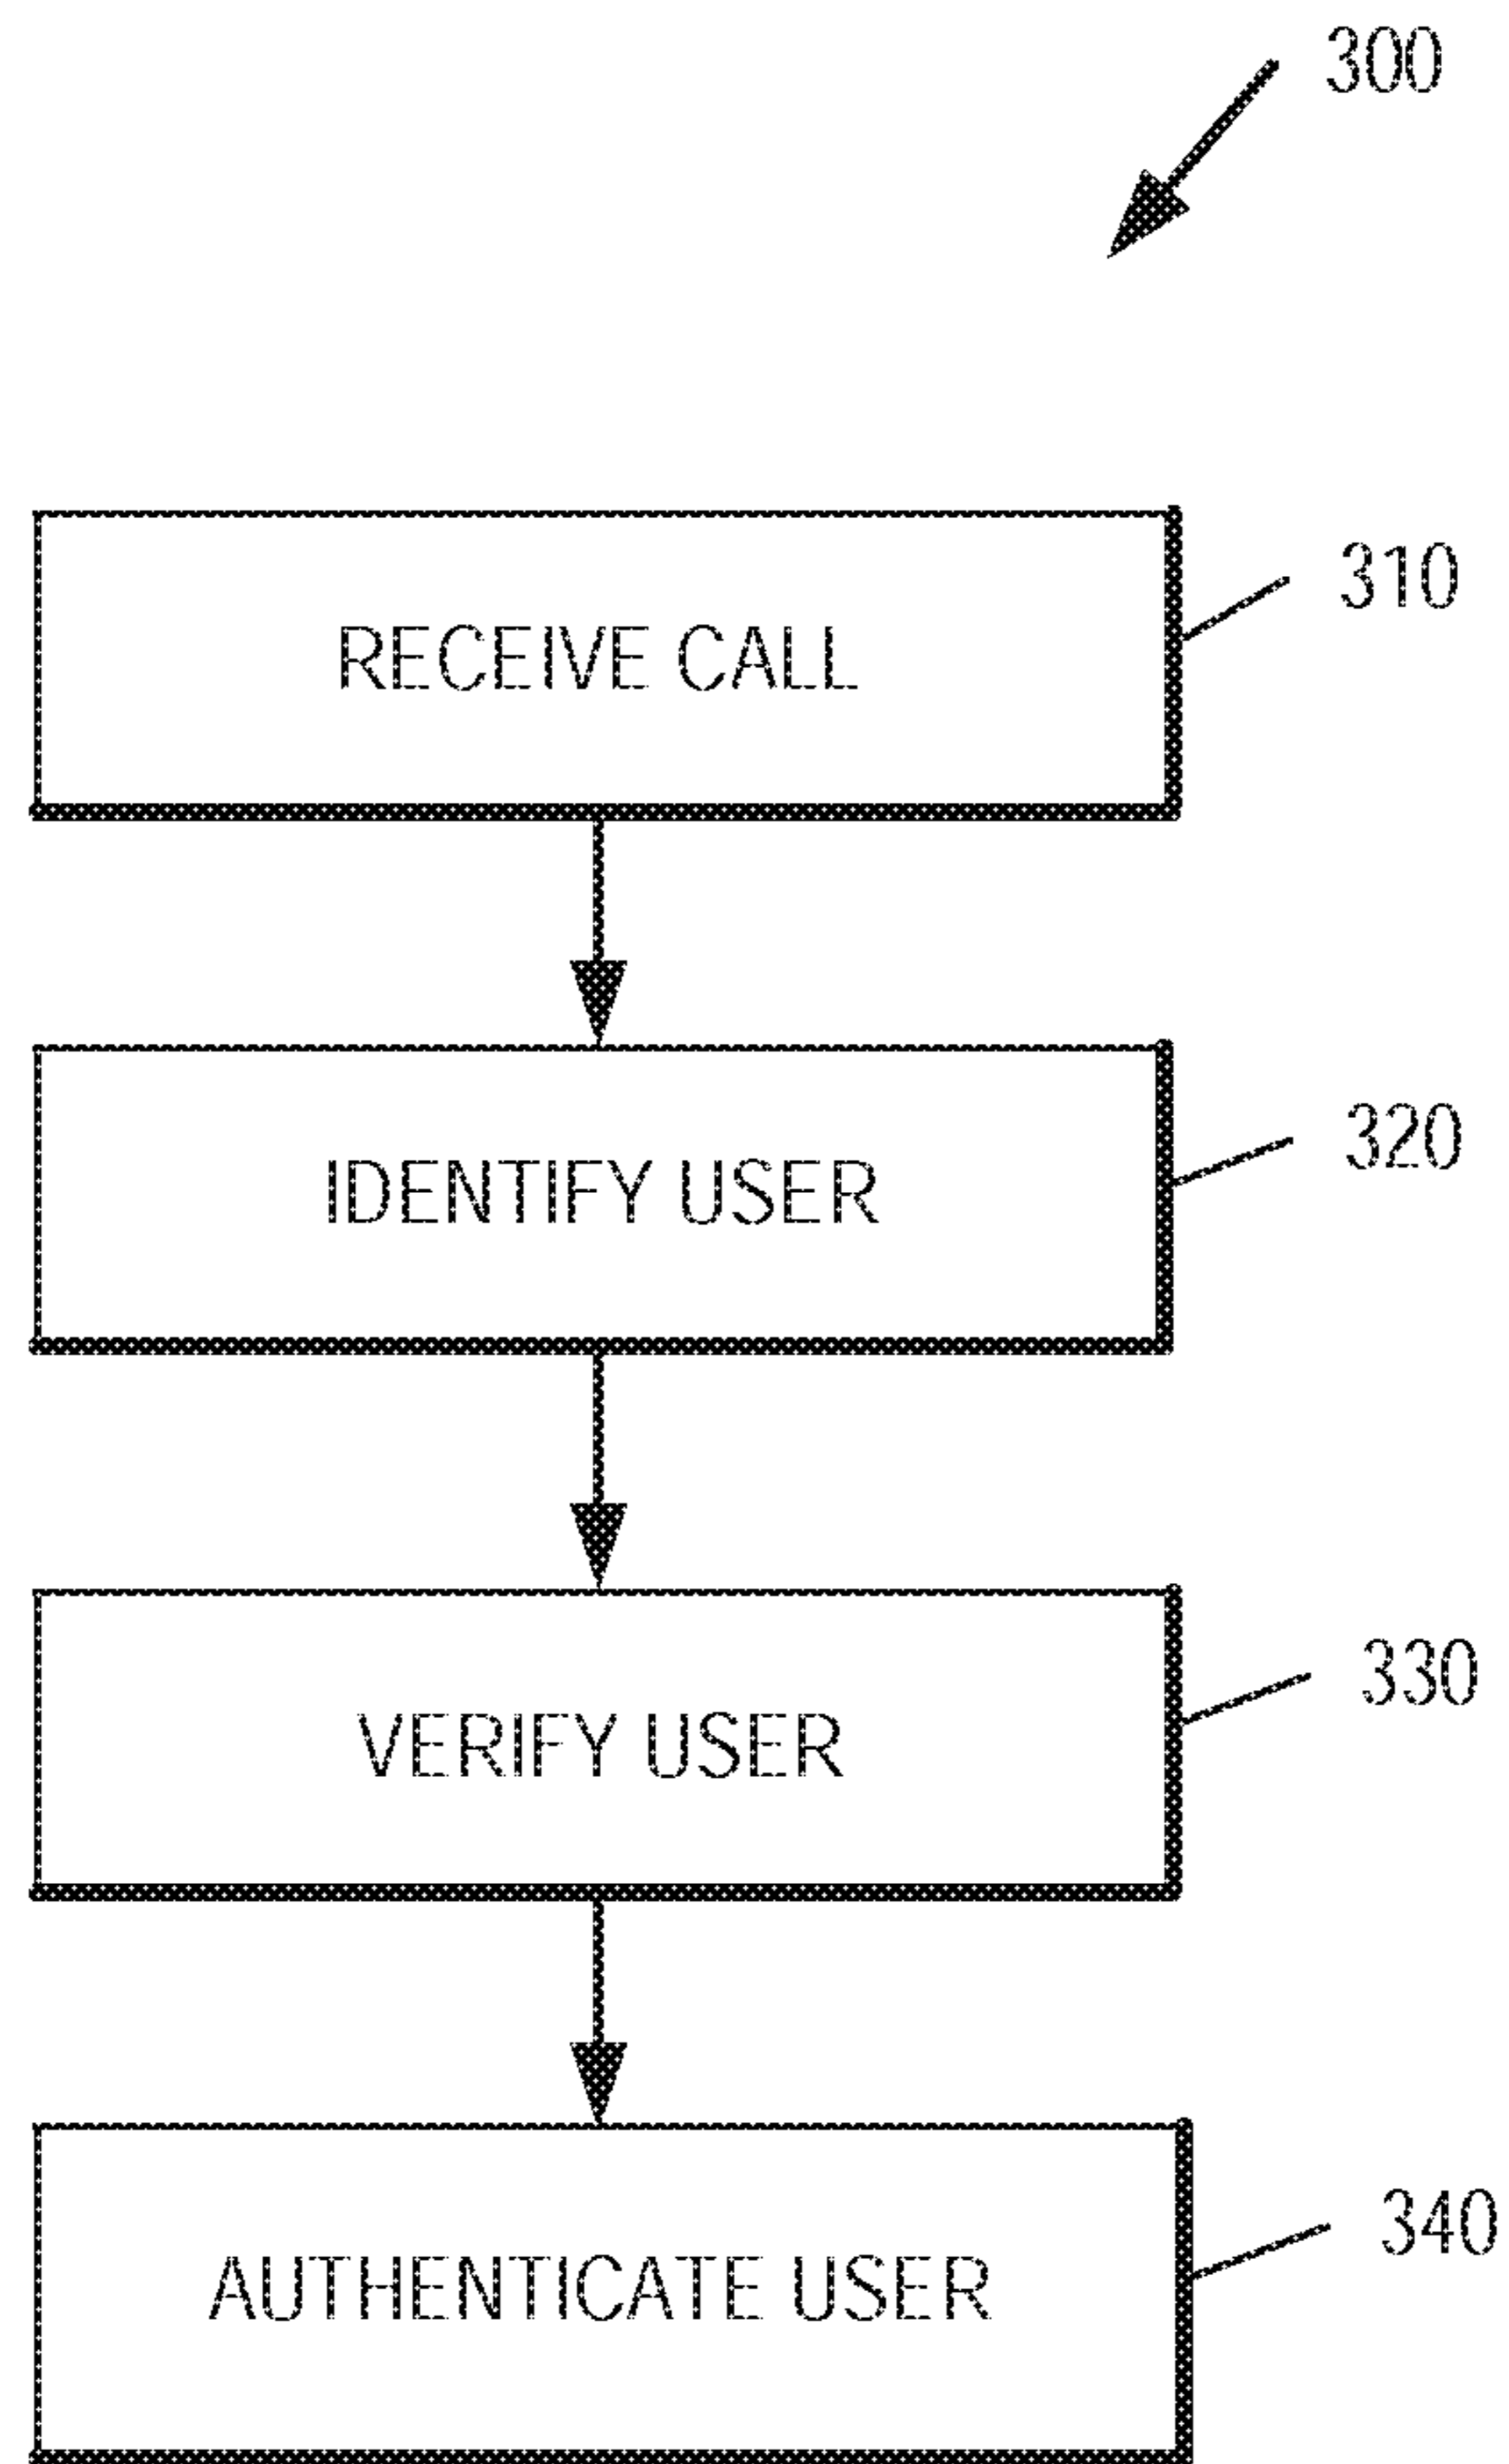 300
RECEIVE CALL
310
IDENTIFY USER
320
VERIFY USER
330
AUTHENTICATE USER
340